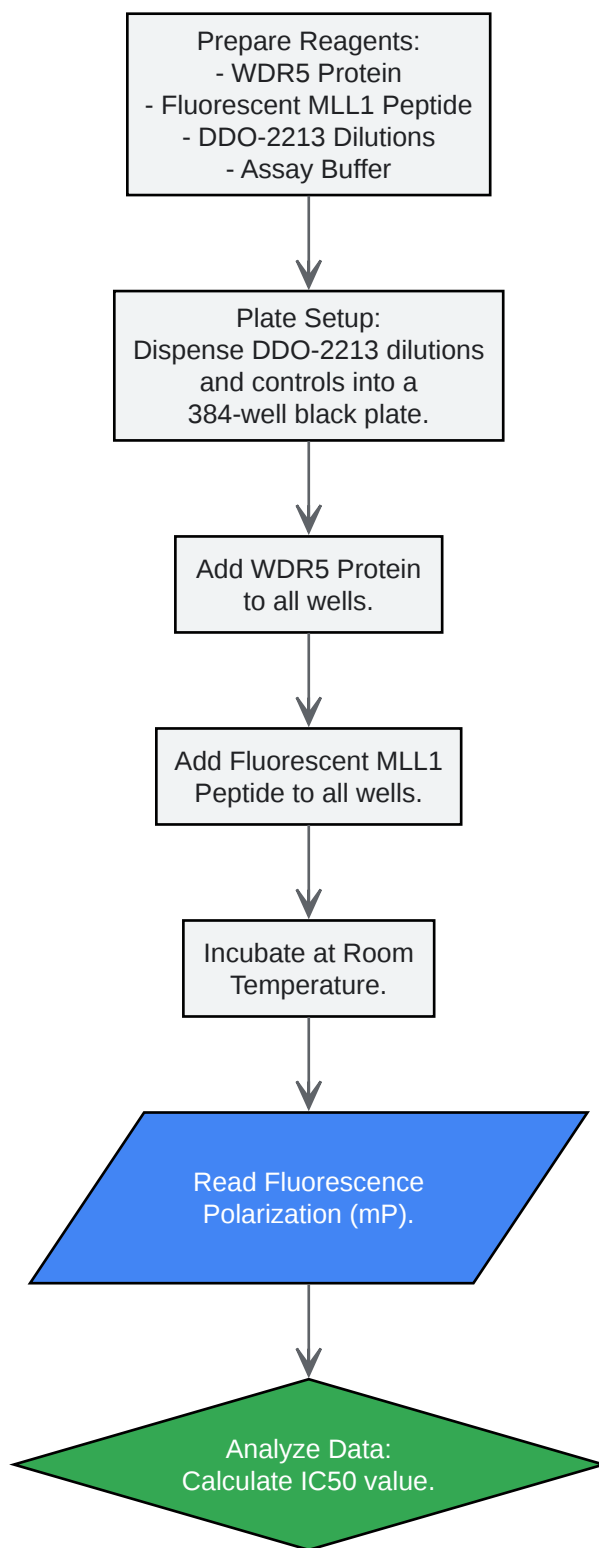 Prepare Reagents:
- WDR5 Protein
- Fluorescent MLL1 Peptide
- DDO-2213 Dilutions
- Assay Buffer
Plate Setup:
Dispense DDO-2213 dilutions
and controls into a
384-well black plate.
Add WDR5 Protein
to all wells.
Add Fluorescent MLL1
Peptide to all wells.
Incubate at Room
Temperature.
Read Fluorescence
Polarization (mP).
Analyze Data:
Calculate IC50 value.